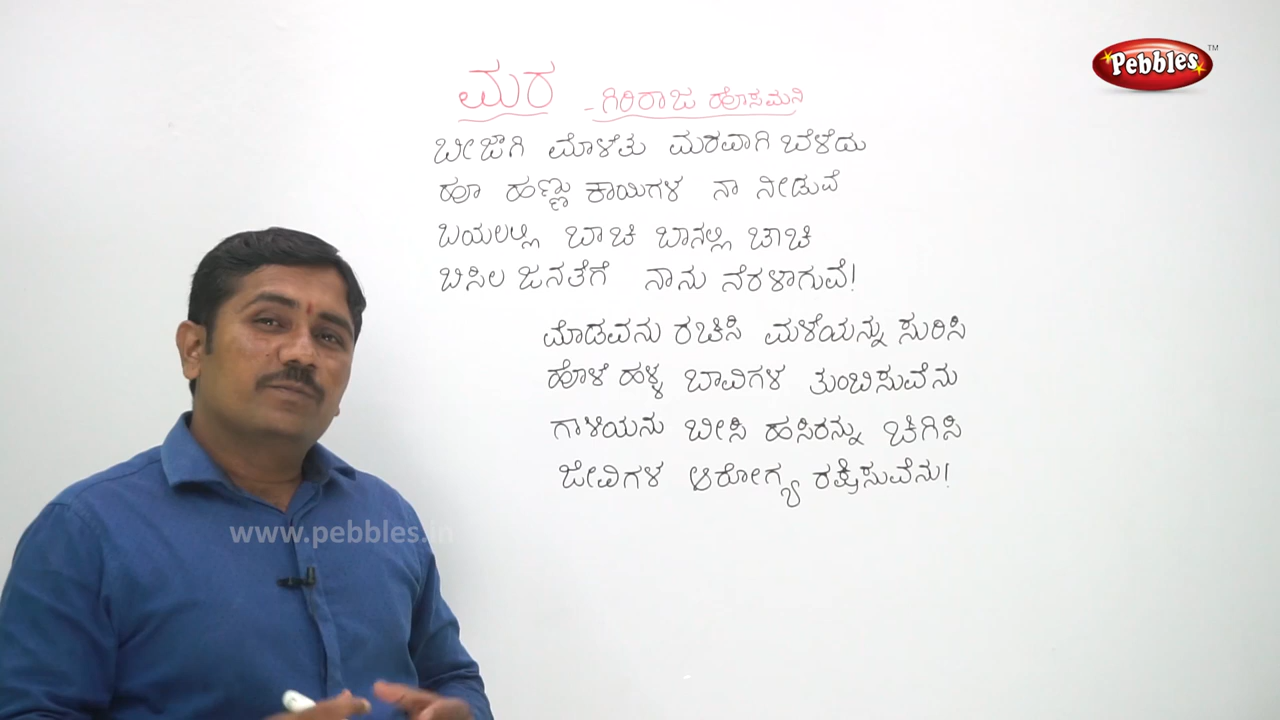 ಮರ - ಗಿರಿರಾಜ ಹೊಸಮನಿ
ಬೀಜಾಗಿ ಮೊಳೆತು ಮರವಾಗಿ ಬೆಳೆದು
ಹೂ ಹಣ್ಣು ಕಾಯಿಗಳ ನಾ ನೀಡುವೆ
ಬಯಲಲ್ಲಿ ಬಾಚಿ ಬಾನಲ್ಲಿ ಚಾಚಿ
ಬಿಸಿಲ ಜನತೆಗೆ ನಾನು ನೆರಳಾಗುವೆ!
ಮೋಡವನು ರಚಿಸಿ ಮಳೆಯನ್ನು ಸುರಿಸಿ
ಹೊಳೆ ಹಳ್ಳ ಬಾವಿಗಳ ತುಂಬಿಸುವೆನು
ಗಾಳಿಯನು ಬೀಸಿ ಹಸಿರನ್ನು ಚಿಗಿಸಿ
ಜೀವಿಗಳ ಆರೋಗ್ಯ ರಕ್ಷಿಸುವೆನು!
Pebbles TM
www.pebbles.in